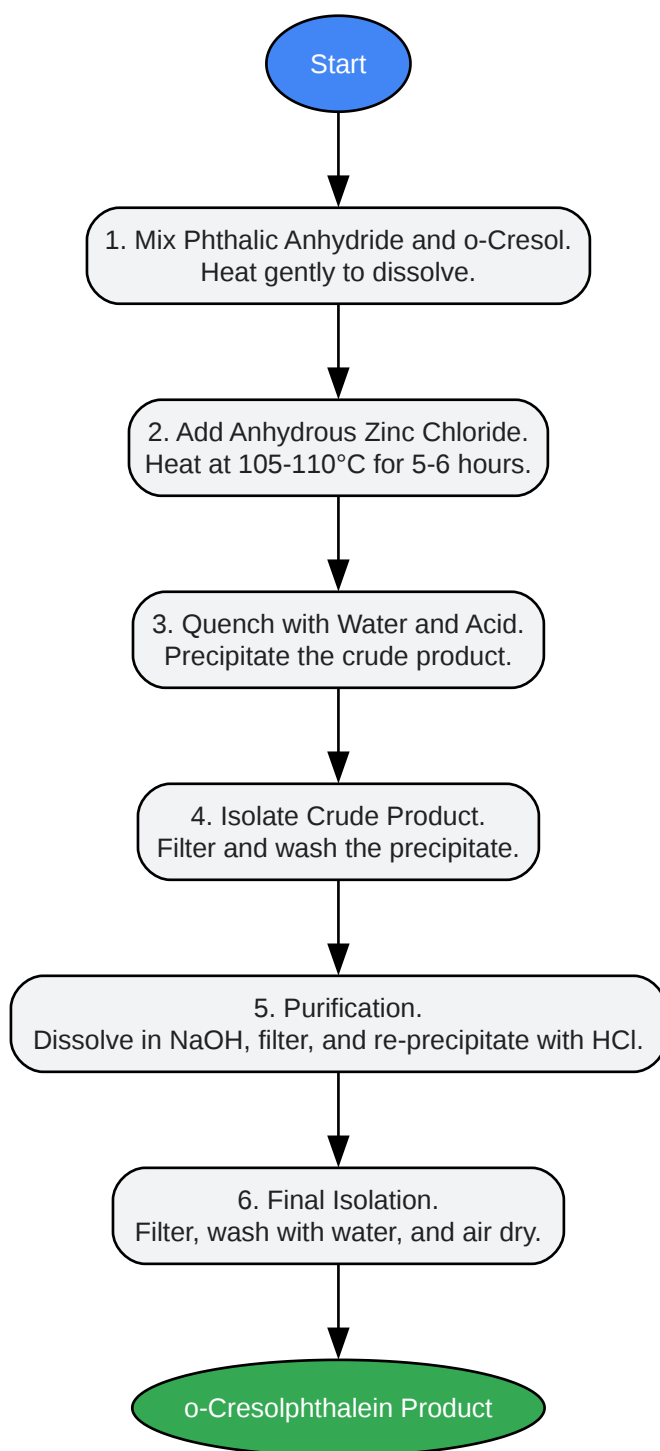 Start
1. Mix Phthalic Anhydride and o-Cresol.
Heat gently to dissolve.
2. Add Anhydrous Zinc Chloride.
Heat at 105-110°C for 5-6 hours.
3. Quench with Water and Acid.
Precipitate the crude product.
4. Isolate Crude Product.
Filter and wash the precipitate.
5. Purification.
Dissolve in NaOH, filter, and re-precipitate with HCl.
6. Final Isolation.
Filter, wash with water, and air dry.
o-Cresolphthalein Product